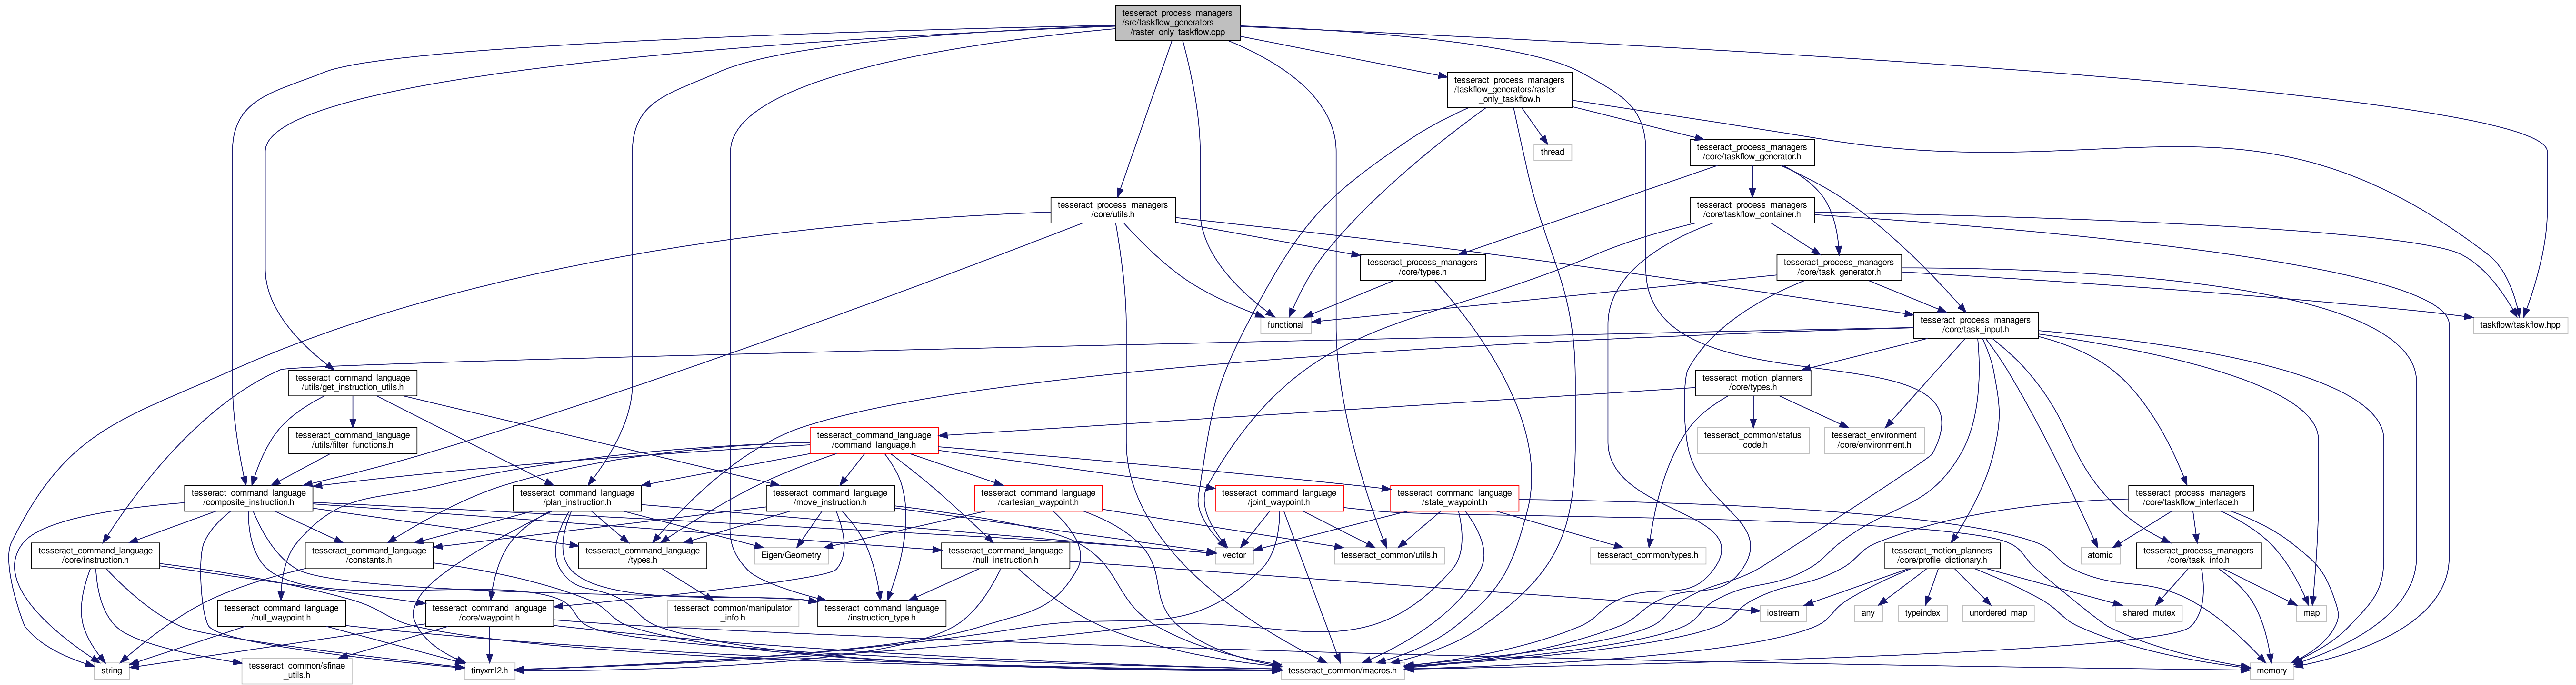 tesseract_process_managers
/src/taskflow_generators
/raster_only_taskflow.cpp
tesseract_process_managers
/taskflow_generators/raster
_only_taskflow.h
thread
tesseract_process_managers
/core/taskflow_generator.h
tesseract_process_managers
/core/utils.h
tesseract_process_managers
/core/taskflow_container.h
tesseract_process_managers
/core/types.h
tesseract_process_managers
/core/task_generator.h
functional
tesseract_process_managers
/core/task_input.h
taskflow/taskflow.hpp
tesseract_command_language
/utils/get_instruction_utils.h
tesseract_motion_planners
/core/types.h
tesseract_command_language
/utils/filter_functions.h
tesseract_command_language
/command_language.h
tesseract_common/status
_code.h
tesseract_environment
/core/environment.h
tesseract_command_language
/composite_instruction.h
tesseract_command_language
/plan_instruction.h
tesseract_command_language
/move_instruction.h
tesseract_command_language
/cartesian_waypoint.h
tesseract_command_language
/joint_waypoint.h
tesseract_command_language
/state_waypoint.h
tesseract_process_managers
/core/taskflow_interface.h
tesseract_command_language
/core/instruction.h
tesseract_command_language
/constants.h
tesseract_command_language
/types.h
Eigen/Geometry
tesseract_command_language
/null_instruction.h
vector
tesseract_common/utils.h
tesseract_common/types.h
tesseract_motion_planners
/core/profile_dictionary.h
atomic
tesseract_process_managers
/core/task_info.h
tesseract_command_language
/null_waypoint.h
tesseract_command_language
/core/waypoint.h
tesseract_common/manipulator
_info.h
tesseract_command_language
/instruction_type.h
iostream
any
typeindex
unordered_map
shared_mutex
map
string
tesseract_common/sfinae
_utils.h
tinyxml2.h
tesseract_common/macros.h
memory